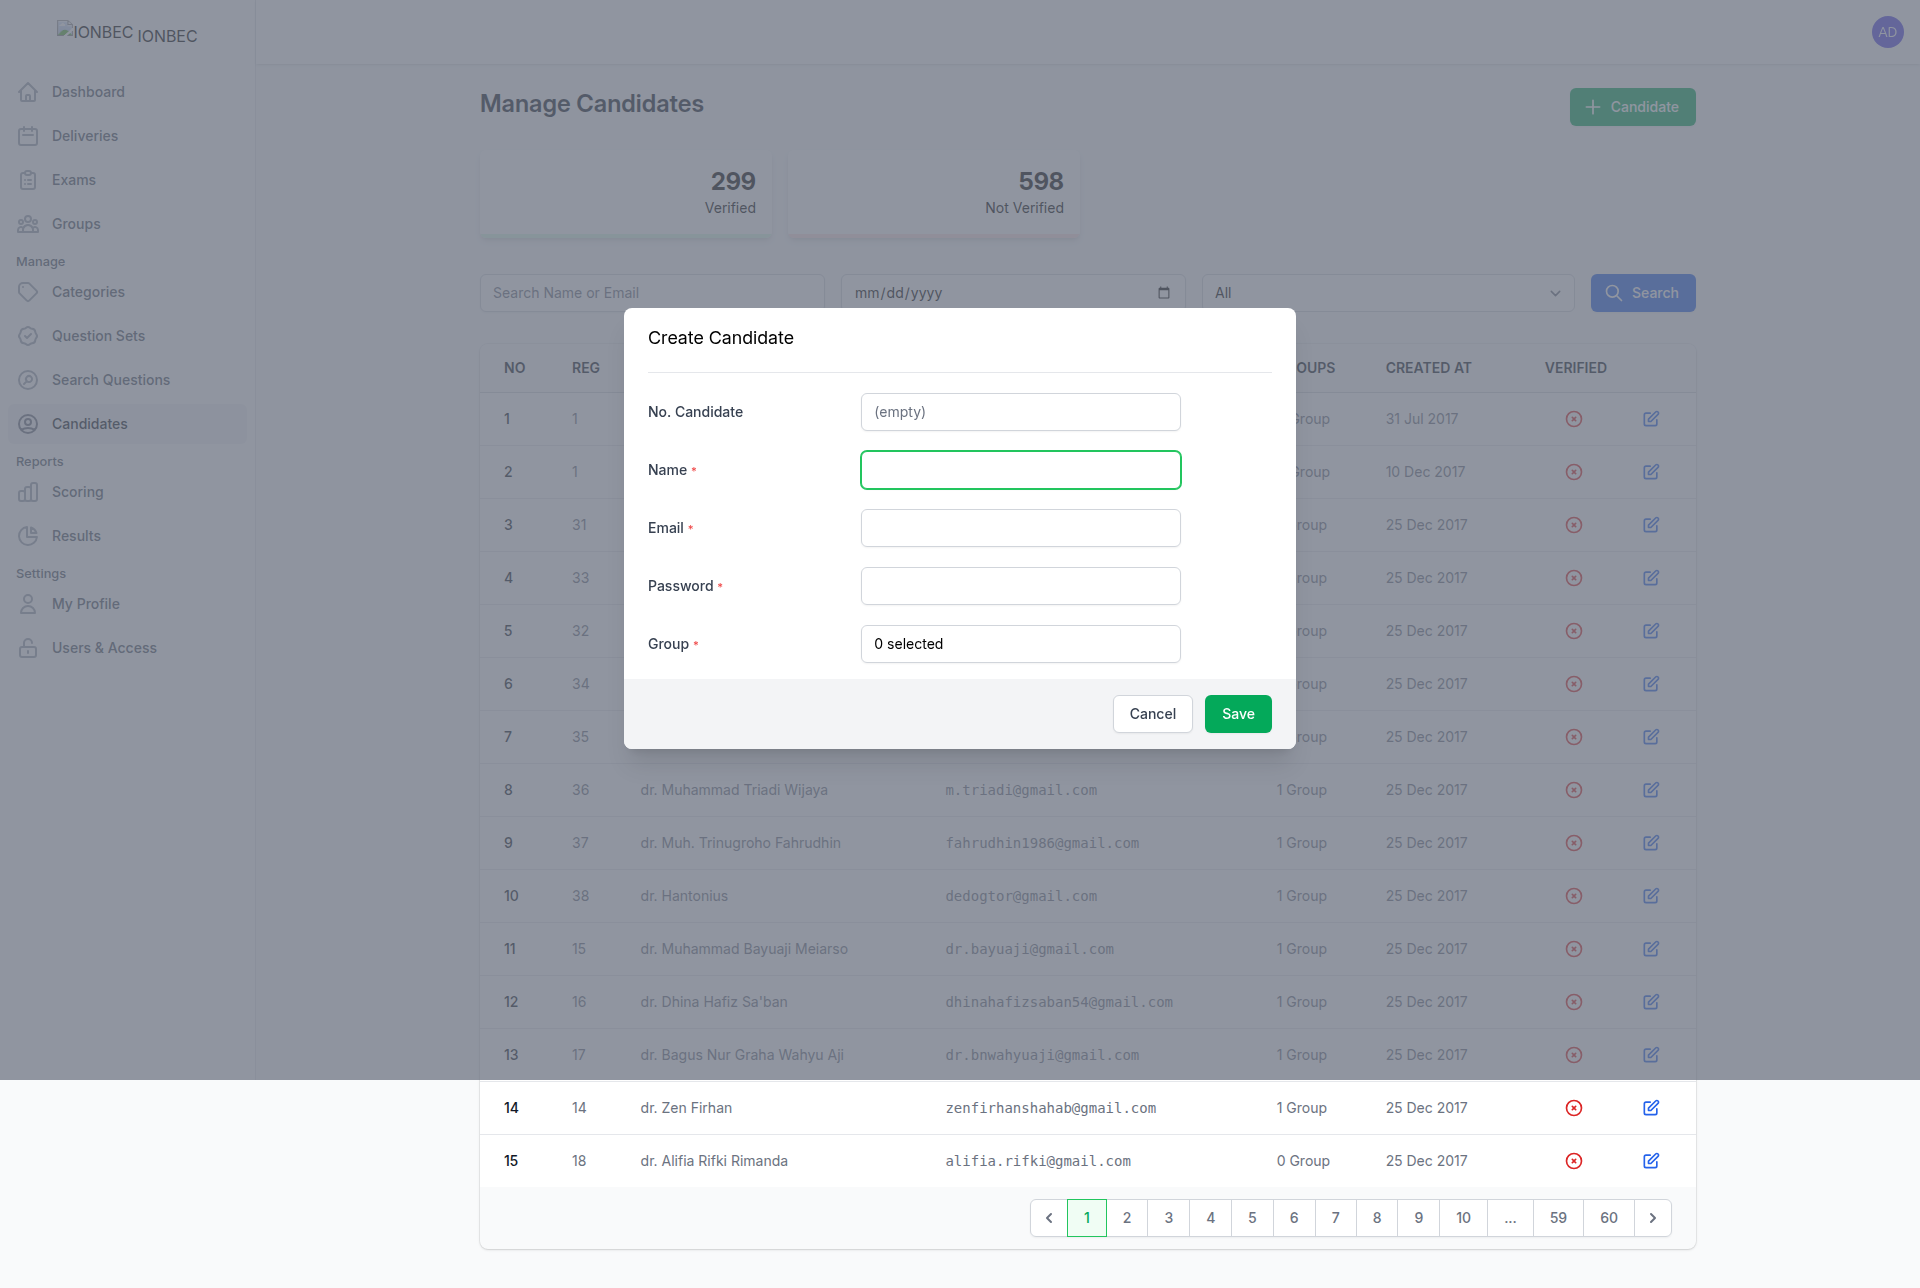 IONBEC IONBEC
AD
Dashboard
Deliveries
Exams
Groups
Manage
Categories
Question Sets
Search Questions
Candidates
Reports
Scoring
Results
Settings
My Profile
Users & Access
Manage Candidates
Candidate
299
Verified
598
Not Verified
Search Name or Email
mm/dd/yyyy
All
Search
Create Candidate
No. Candidate (empty)
Name *
Email *
Password *
Group * 0 selected
Cancel Save
NO REG OUPS CREATED AT VERIFIED
1 1 Group 31 Jul 2017
2 1 Group 10 Dec 2017
3 31 roup 25 Dec 2017
4 33 roup 25 Dec 2017
5 32 roup 25 Dec 2017
6 34 roup 25 Dec 2017
7 35 roup 25 Dec 2017
8 36 dr. Muhammad Triadi Wijaya m.triadi@gmail.com 1 Group 25 Dec 2017
9 37 dr. Muh. Trinugroho Fahrudhin fahrudhin1986@gmail.com 1 Group 25 Dec 2017
10 38 dr. Hantonius dedogtor@gmail.com 1 Group 25 Dec 2017
11 15 dr. Muhammad Bayuaji Meiarso dr.bayuaji@gmail.com 1 Group 25 Dec 2017
12 16 dr. Dhina Hafiz Sa'ban dhinahafizsaban54@gmail.com 1 Group 25 Dec 2017
13 17 dr. Bagus Nur Graha Wahyu Aji dr.bnwahyuaji@gmail.com 1 Group 25 Dec 2017
14 14 dr. Zen Firhan zenfirhanshahab@gmail.com 1 Group 25 Dec 2017
15 18 dr. Alifia Rifki Rimanda alifia.rifki@gmail.com 0 Group 25 Dec 2017
1 2 3 4 5 6 7 8 9 10 ... 59 60